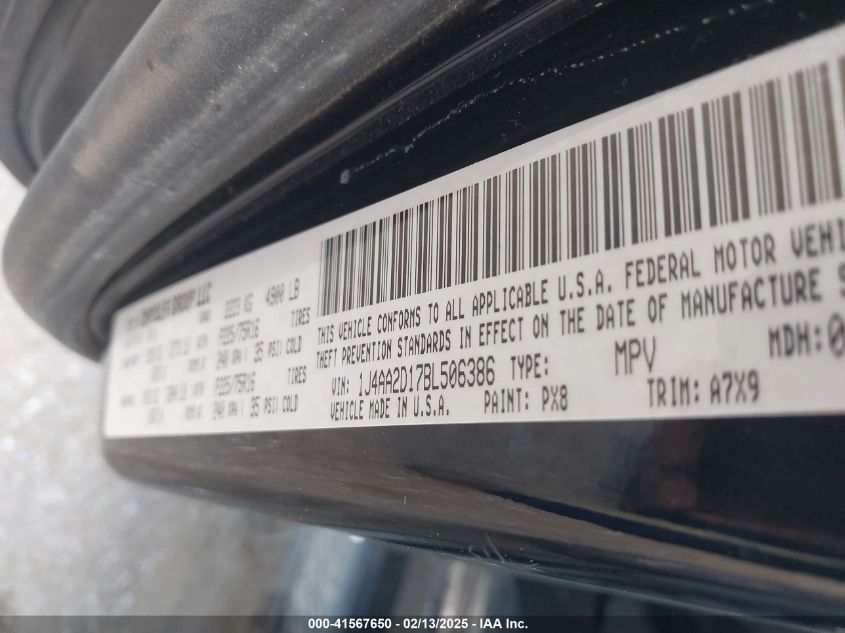 CHRYSLER GROUP LLC
2223 KG 4900 LB
P225/75R16 TIRES
240 KPA / 35 PSI COLD
P225/75R16 TIRES
240 KPA / 35 PSI COLD
THIS VEHICLE CONFORMS TO ALL APPLICABLE U.S.A. FEDERAL MOTOR VEHI
THEFT PREVENTION STANDARDS IN EFFECT ON THE DATE OF MANUFACTURE S
VIN: 1J4AA2D17BL506386 TYPE: MPV MDH: 0
VEHICLE MADE IN U.S.A. PAINT: PX8 TRIM: A7X9
000-41567650 - 02/13/2025 - IAA Inc.